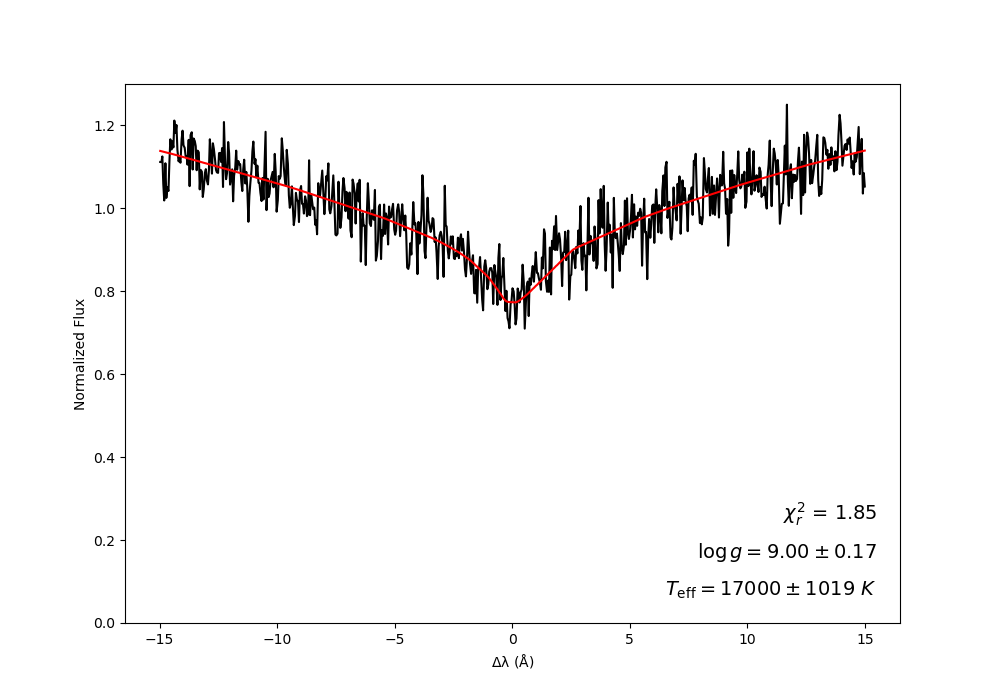 1.2
1.0
0.8
0.6
0.4
0.2
0.0
Normalized Flux
χ²ᵣ = 1.85
log g = 9.00 ± 0.17
T_eff = 17000 ± 1019 K
−15 −10 −5 0 5 10 15
Δλ (Å)